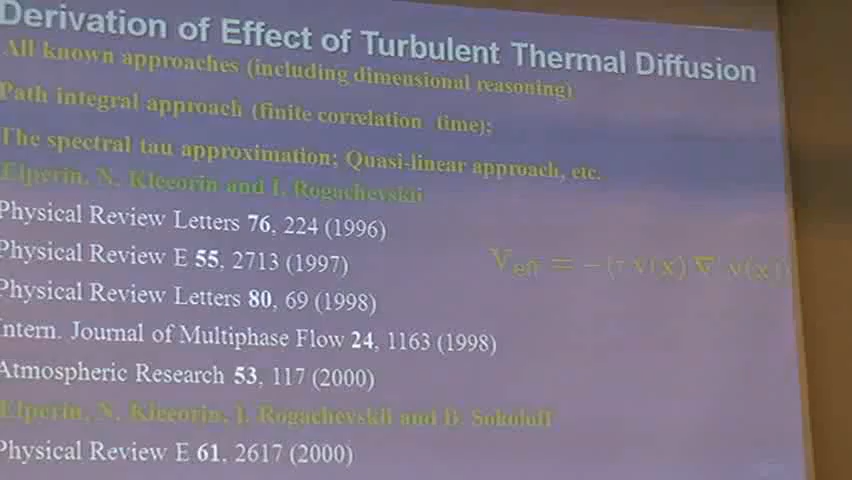 Derivation of Effect of Turbulent Thermal Diffusion
All known approaches (including dimensional reasoning)
Path integral approach (finite correlation time);
The spectral tau approximation; Quasi-linear approach, etc.
Elperin, N. Kleeorin and I. Rogachevskii
Physical Review Letters 76, 224 (1996)
Physical Review E 55, 2713 (1997)
V_eff = -⟨τ v(x) ∇ · v(x)⟩
Physical Review Letters 80, 69 (1998)
Intern. Journal of Multiphase Flow 24, 1163 (1998)
Atmospheric Research 53, 117 (2000)
Elperin, N. Kleeorin, I. Rogachevskii and D. Sokoloff
Physical Review E 61, 2617 (2000)